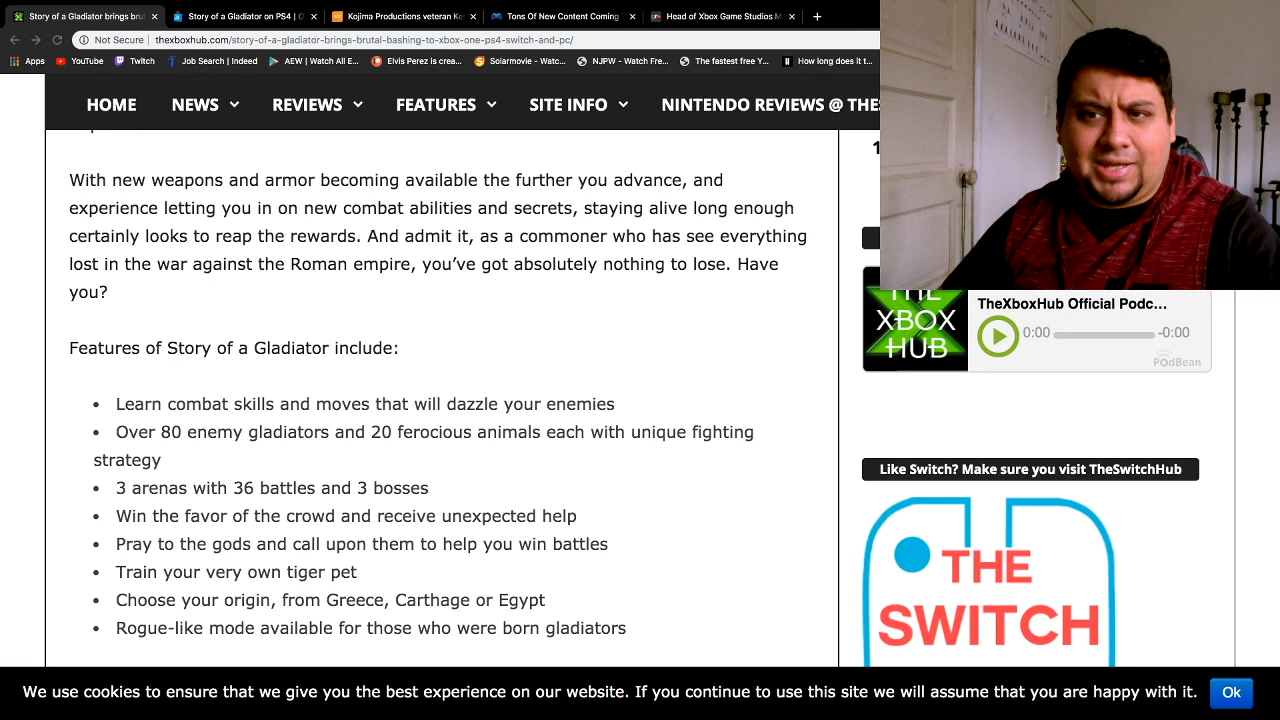 Story of a Gladiator brings brut
Story of a Gladiator on PS4 | O
Kojima Productions veteran K
Tons Of New Content Coming
Head of Xbox Game Studios M
Not Secure | thexboxhub.com/story-of-a-gladiator-brings-brutal-bashing-to-xbox-one-ps4-switch-and-pc/
Apps YouTube Twitch Job Search | Indeed AEW | Watch All E... Elvis Perez is crea... Solarmovie - Watc... NJPW - Watch Fre... The fastest free Y... How long does it t...
HOME NEWS REVIEWS FEATURES SITE INFO NINTENDO REVIEWS @ THES
With new weapons and armor becoming available the further you advance, and
experience letting you in on new combat abilities and secrets, staying alive long enough
certainly looks to reap the rewards. And admit it, as a commoner who has see everything
lost in the war against the Roman empire, you’ve got absolutely nothing to lose. Have
you?
Features of Story of a Gladiator include:
• Learn combat skills and moves that will dazzle your enemies
• Over 80 enemy gladiators and 20 ferocious animals each with unique fighting
strategy
• 3 arenas with 36 battles and 3 bosses
• Win the favor of the crowd and receive unexpected help
• Pray to the gods and call upon them to help you win battles
• Train your very own tiger pet
• Choose your origin, from Greece, Carthage or Egypt
• Rogue-like mode available for those who were born gladiators
THE
XBOX
HUB
TheXboxHub Official Podc...
0:00 -0:00
PodBean
Like Switch? Make sure you visit TheSwitchHub
THE
SWITCH
We use cookies to ensure that we give you the best experience on our website. If you continue to use this site we will assume that you are happy with it. Ok